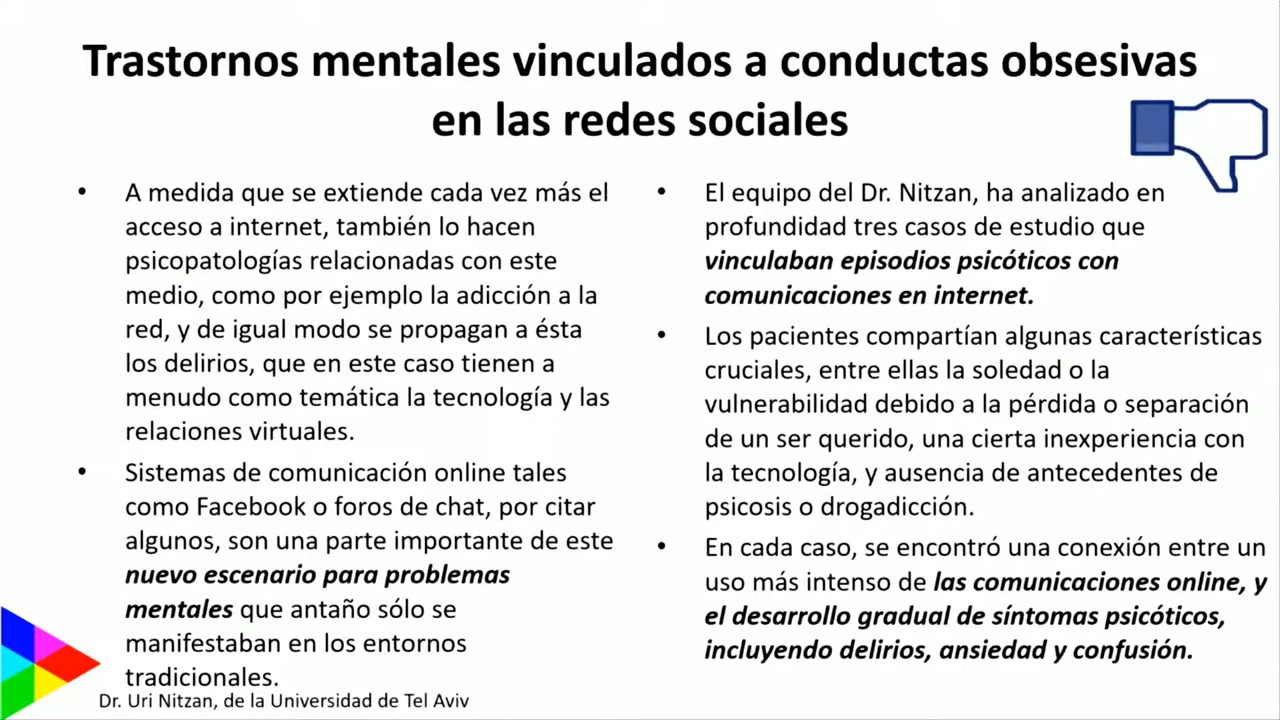 Trastornos mentales vinculados a conductas obsesivas
en las redes sociales
• A medida que se extiende cada vez más el
acceso a internet, también lo hacen
psicopatologías relacionadas con este
medio, como por ejemplo la adicción a la
red, y de igual modo se propagan a ésta
los delirios, que en este caso tienen a
menudo como temática la tecnología y las
relaciones virtuales.
• Sistemas de comunicación online tales
como Facebook o foros de chat, por citar
algunos, son una parte importante de este
nuevo escenario para problemas
mentales que antaño sólo se
manifestaban en los entornos
tradicionales.
• El equipo del Dr. Nitzan, ha analizado en
profundidad tres casos de estudio que
vinculaban episodios psicóticos con
comunicaciones en internet.
• Los pacientes compartían algunas características
cruciales, entre ellas la soledad o la
vulnerabilidad debido a la pérdida o separación
de un ser querido, una cierta inexperiencia con
la tecnología, y ausencia de antecedentes de
psicosis o drogadicción.
• En cada caso, se encontró una conexión entre un
uso más intenso de las comunicaciones online, y
el desarrollo gradual de síntomas psicóticos,
incluyendo delirios, ansiedad y confusión.
Dr. Uri Nitzan, de la Universidad de Tel Aviv